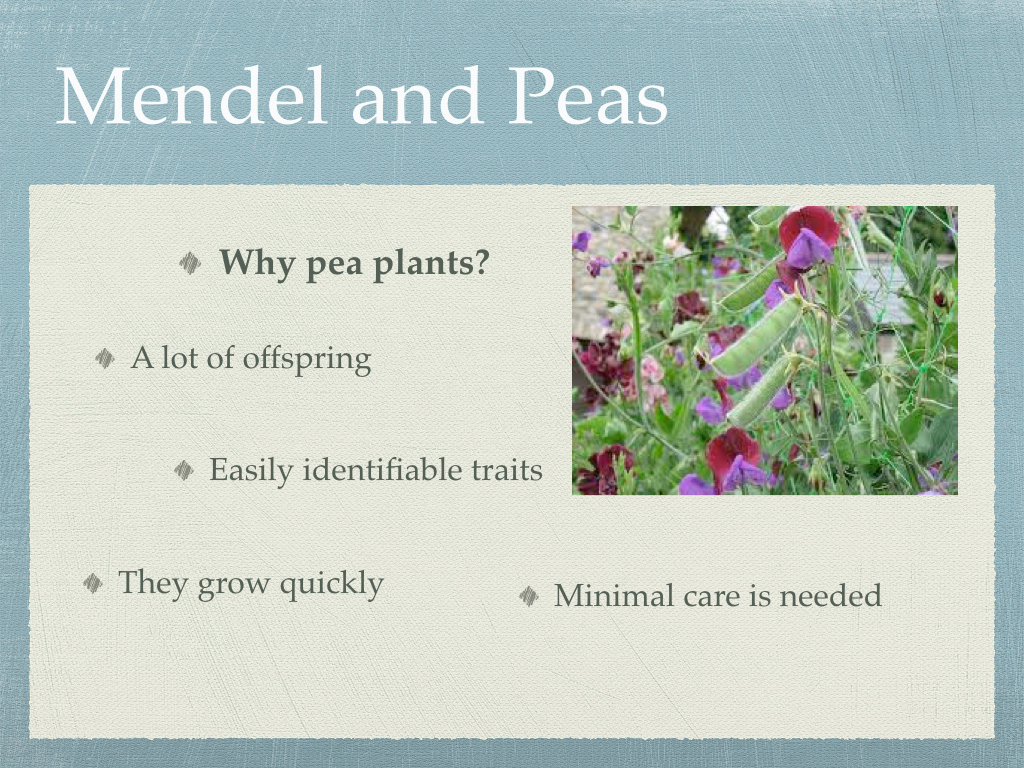 Mendel and Peas
Why pea plants?
A lot of offspring
Easily identifiable traits
They grow quickly
Minimal care is needed